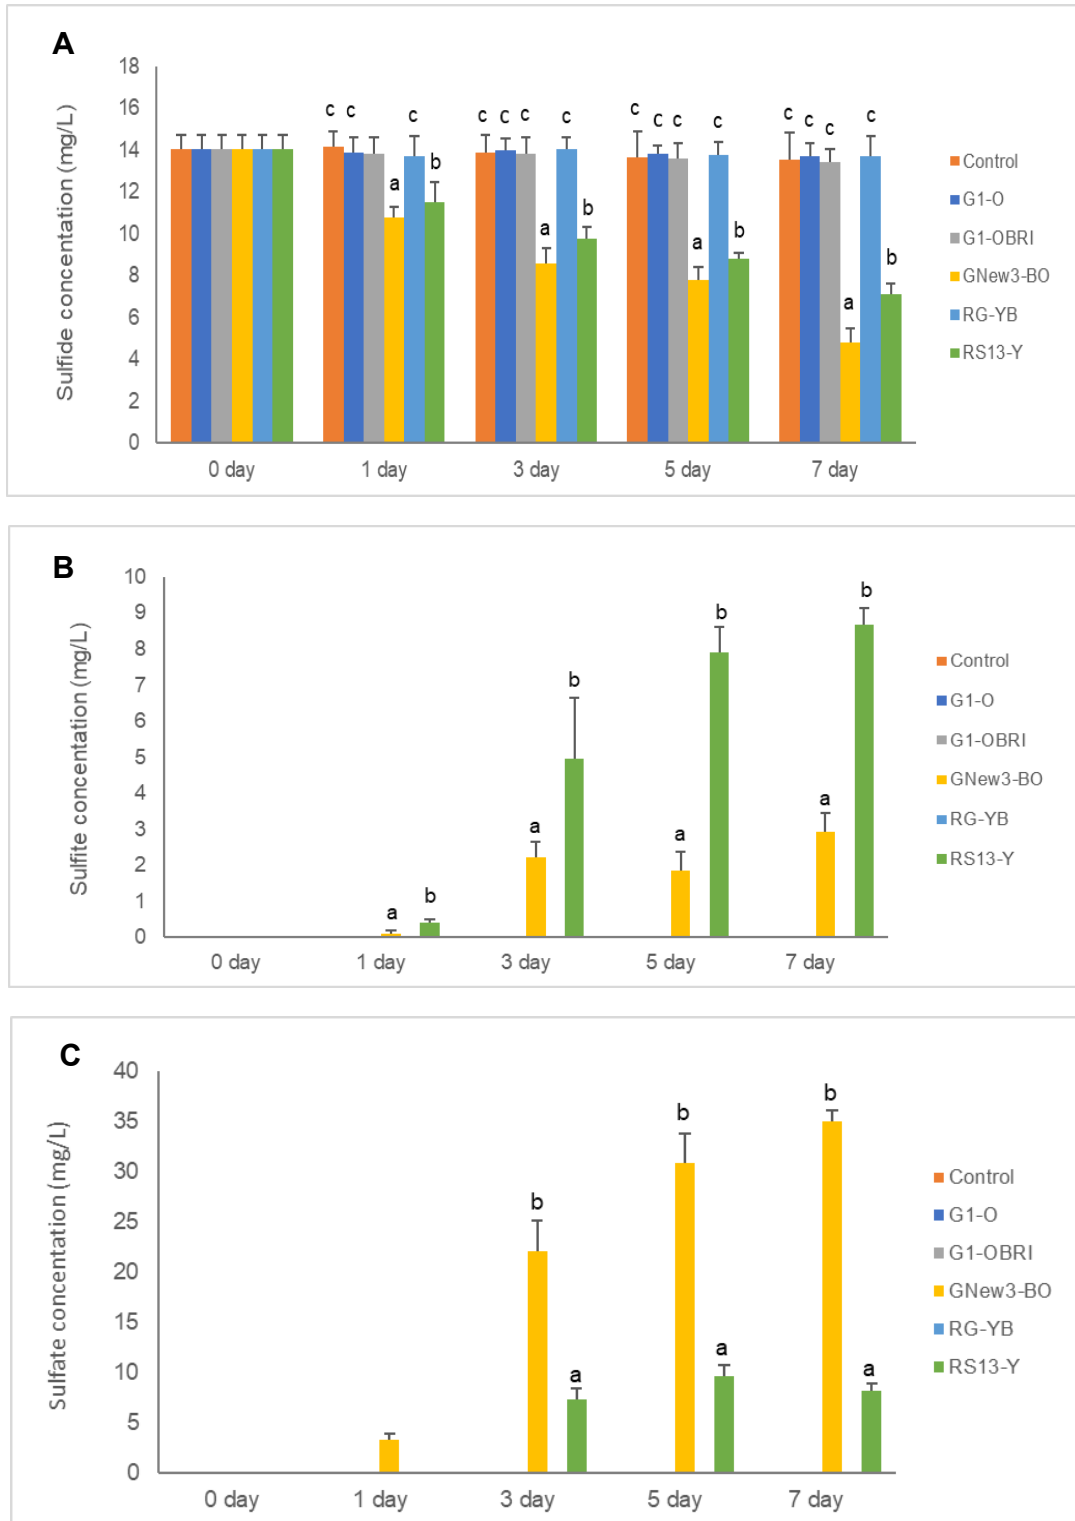 A
Sulfide concentation (mg/L)
18
16
14
12
10
8
6
4
2
0
c c c b a
c c c c b a
c c c c b a
c c c c b a
0 day 1 day 3 day 5 day 7 day
Control
G1-O
G1-OBRI
GNew3-BO
RG-YB
RS13-Y
B
Sulfite concentation (mg/L)
10
9
8
7
6
5
4
3
2
1
0
a b
a b
a b
a b
0 day 1 day 3 day 5 day 7 day
Control
G1-O
G1-OBRI
GNew3-BO
RG-YB
RS13-Y
C
Sulfate concentation (mg/L)
40
35
30
25
20
15
10
5
0
b a
b a
b a
0 day 1 day 3 day 5 day 7 day
Control
G1-O
G1-OBRI
GNew3-BO
RG-YB
RS13-Y